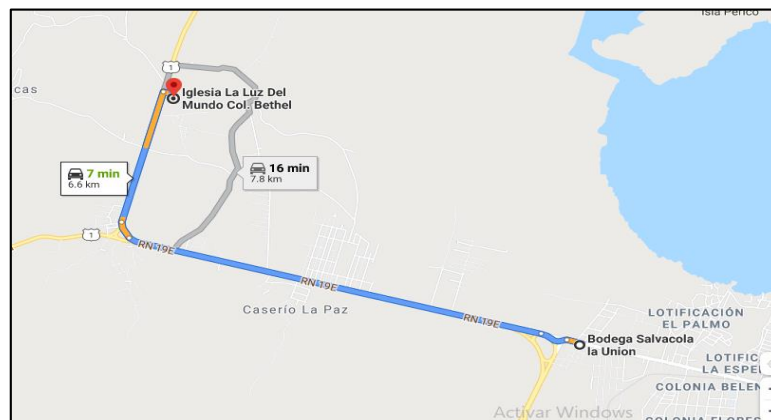 Isla Perico
1
Iglesia La Luz Del
Mundo Col. Bethel
cas
7 min
6.6 km
16 min
7.8 km
1
RN 19E
RN 19E
RN 19E
Caserío La Paz
LOTIFICACIÓN
EL PALMO
Bodega Salvacola
la Union
LOTIFIC
LA ESPE
COLONIA BELEN
Activar Windows
COLONIA FLORES